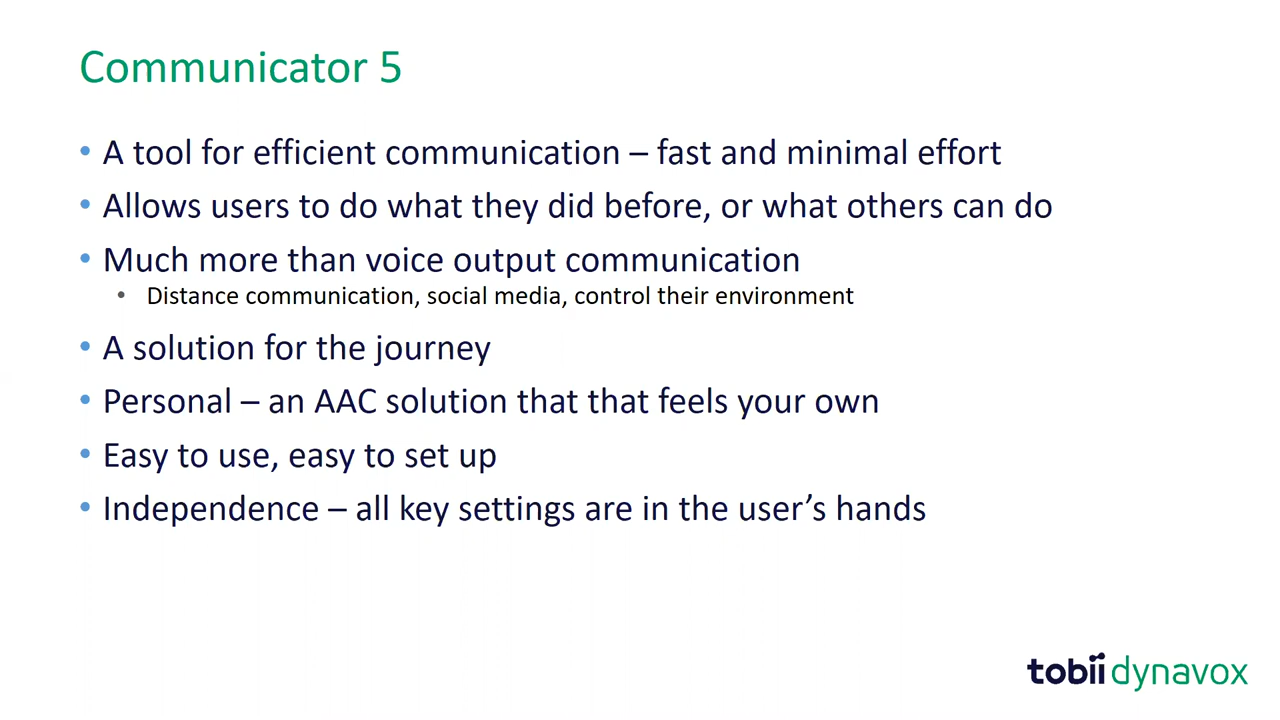 Communicator 5
• A tool for efficient communication – fast and minimal effort
• Allows users to do what they did before, or what others can do
• Much more than voice output communication
• Distance communication, social media, control their environment
• A solution for the journey
• Personal – an AAC solution that that feels your own
• Easy to use, easy to set up
• Independence – all key settings are in the user’s hands
tobii dynavox